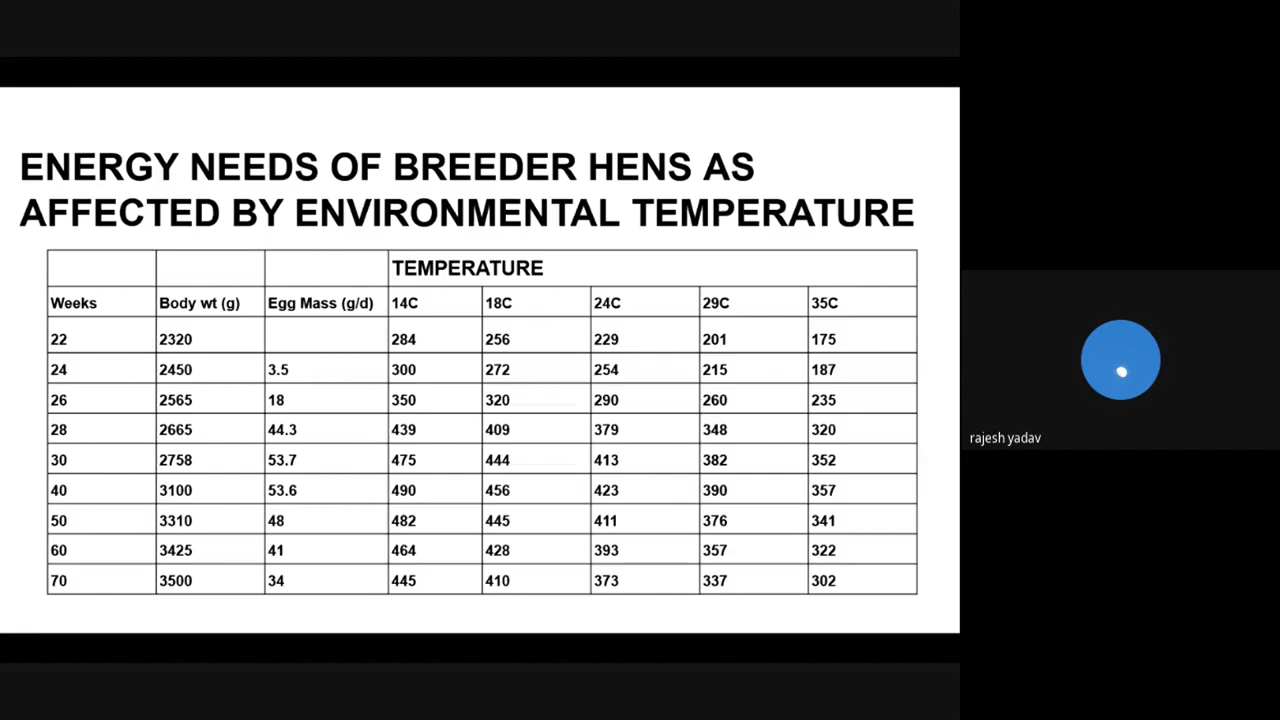 ENERGY NEEDS OF BREEDER HENS AS
AFFECTED BY ENVIRONMENTAL TEMPERATURE
TEMPERATURE
Weeks Body wt (g) Egg Mass (g/d) 14C 18C 24C 29C 35C
22 2320 284 256 229 201 175
24 2450 3.5 300 272 254 215 187
26 2565 18 350 320 290 260 235
28 2665 44.3 439 409 379 348 320
30 2758 53.7 475 444 413 382 352
40 3100 53.6 490 456 423 390 357
50 3310 48 482 445 411 376 341
60 3425 41 464 428 393 357 322
70 3500 34 445 410 373 337 302
rajesh yadav